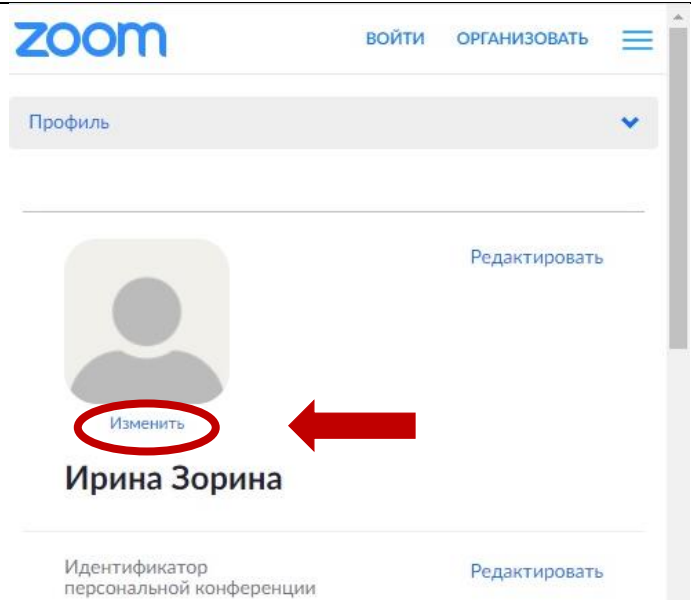 zoom ВОЙТИ ОРГАНИЗОВАТЬ
Профиль
Редактировать
Изменить
Ирина Зорина
Идентификатор
персональной конференции
Редактировать